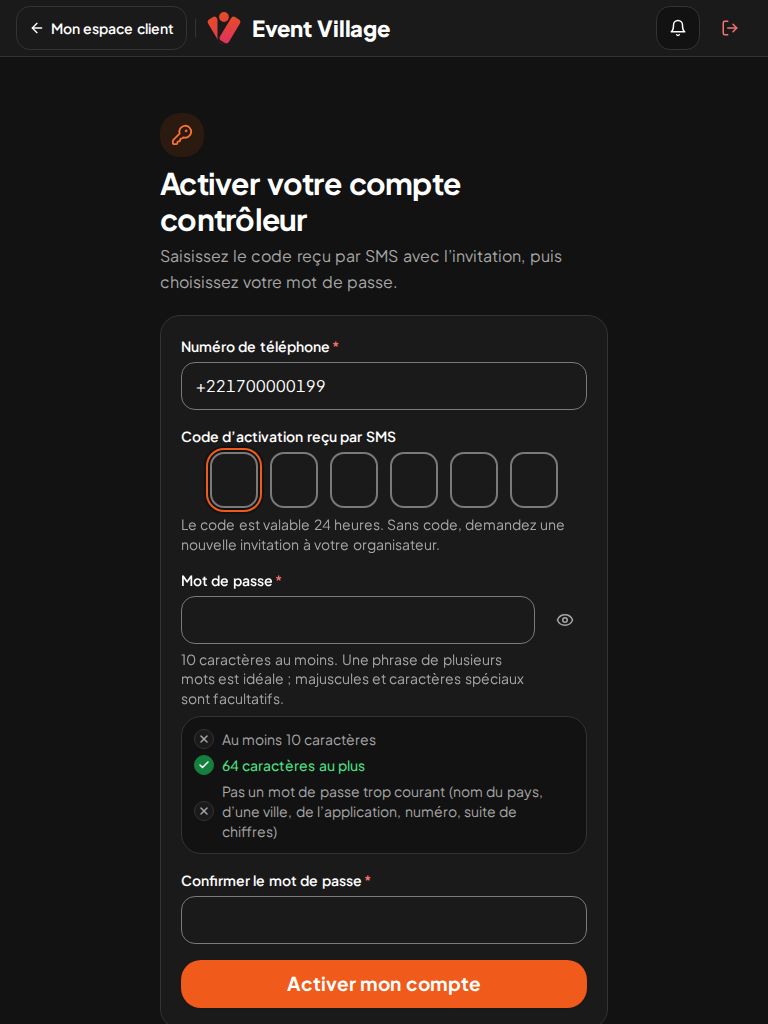 Mon espace client
Event Village
Activer votre compte
contrôleur
Saisissez le code reçu par SMS avec l’invitation, puis
choisissez votre mot de passe.
Numéro de téléphone *
+221700000199
Code d’activation reçu par SMS
Le code est valable 24 heures. Sans code, demandez une
nouvelle invitation à votre organisateur.
Mot de passe *
10 caractères au moins. Une phrase de plusieurs
mots est idéale ; majuscules et caractères spéciaux
sont facultatifs.
Au moins 10 caractères
64 caractères au plus
Pas un mot de passe trop courant (nom du pays,
d’une ville, de l’application, numéro, suite de
chiffres)
Confirmer le mot de passe *
Activer mon compte